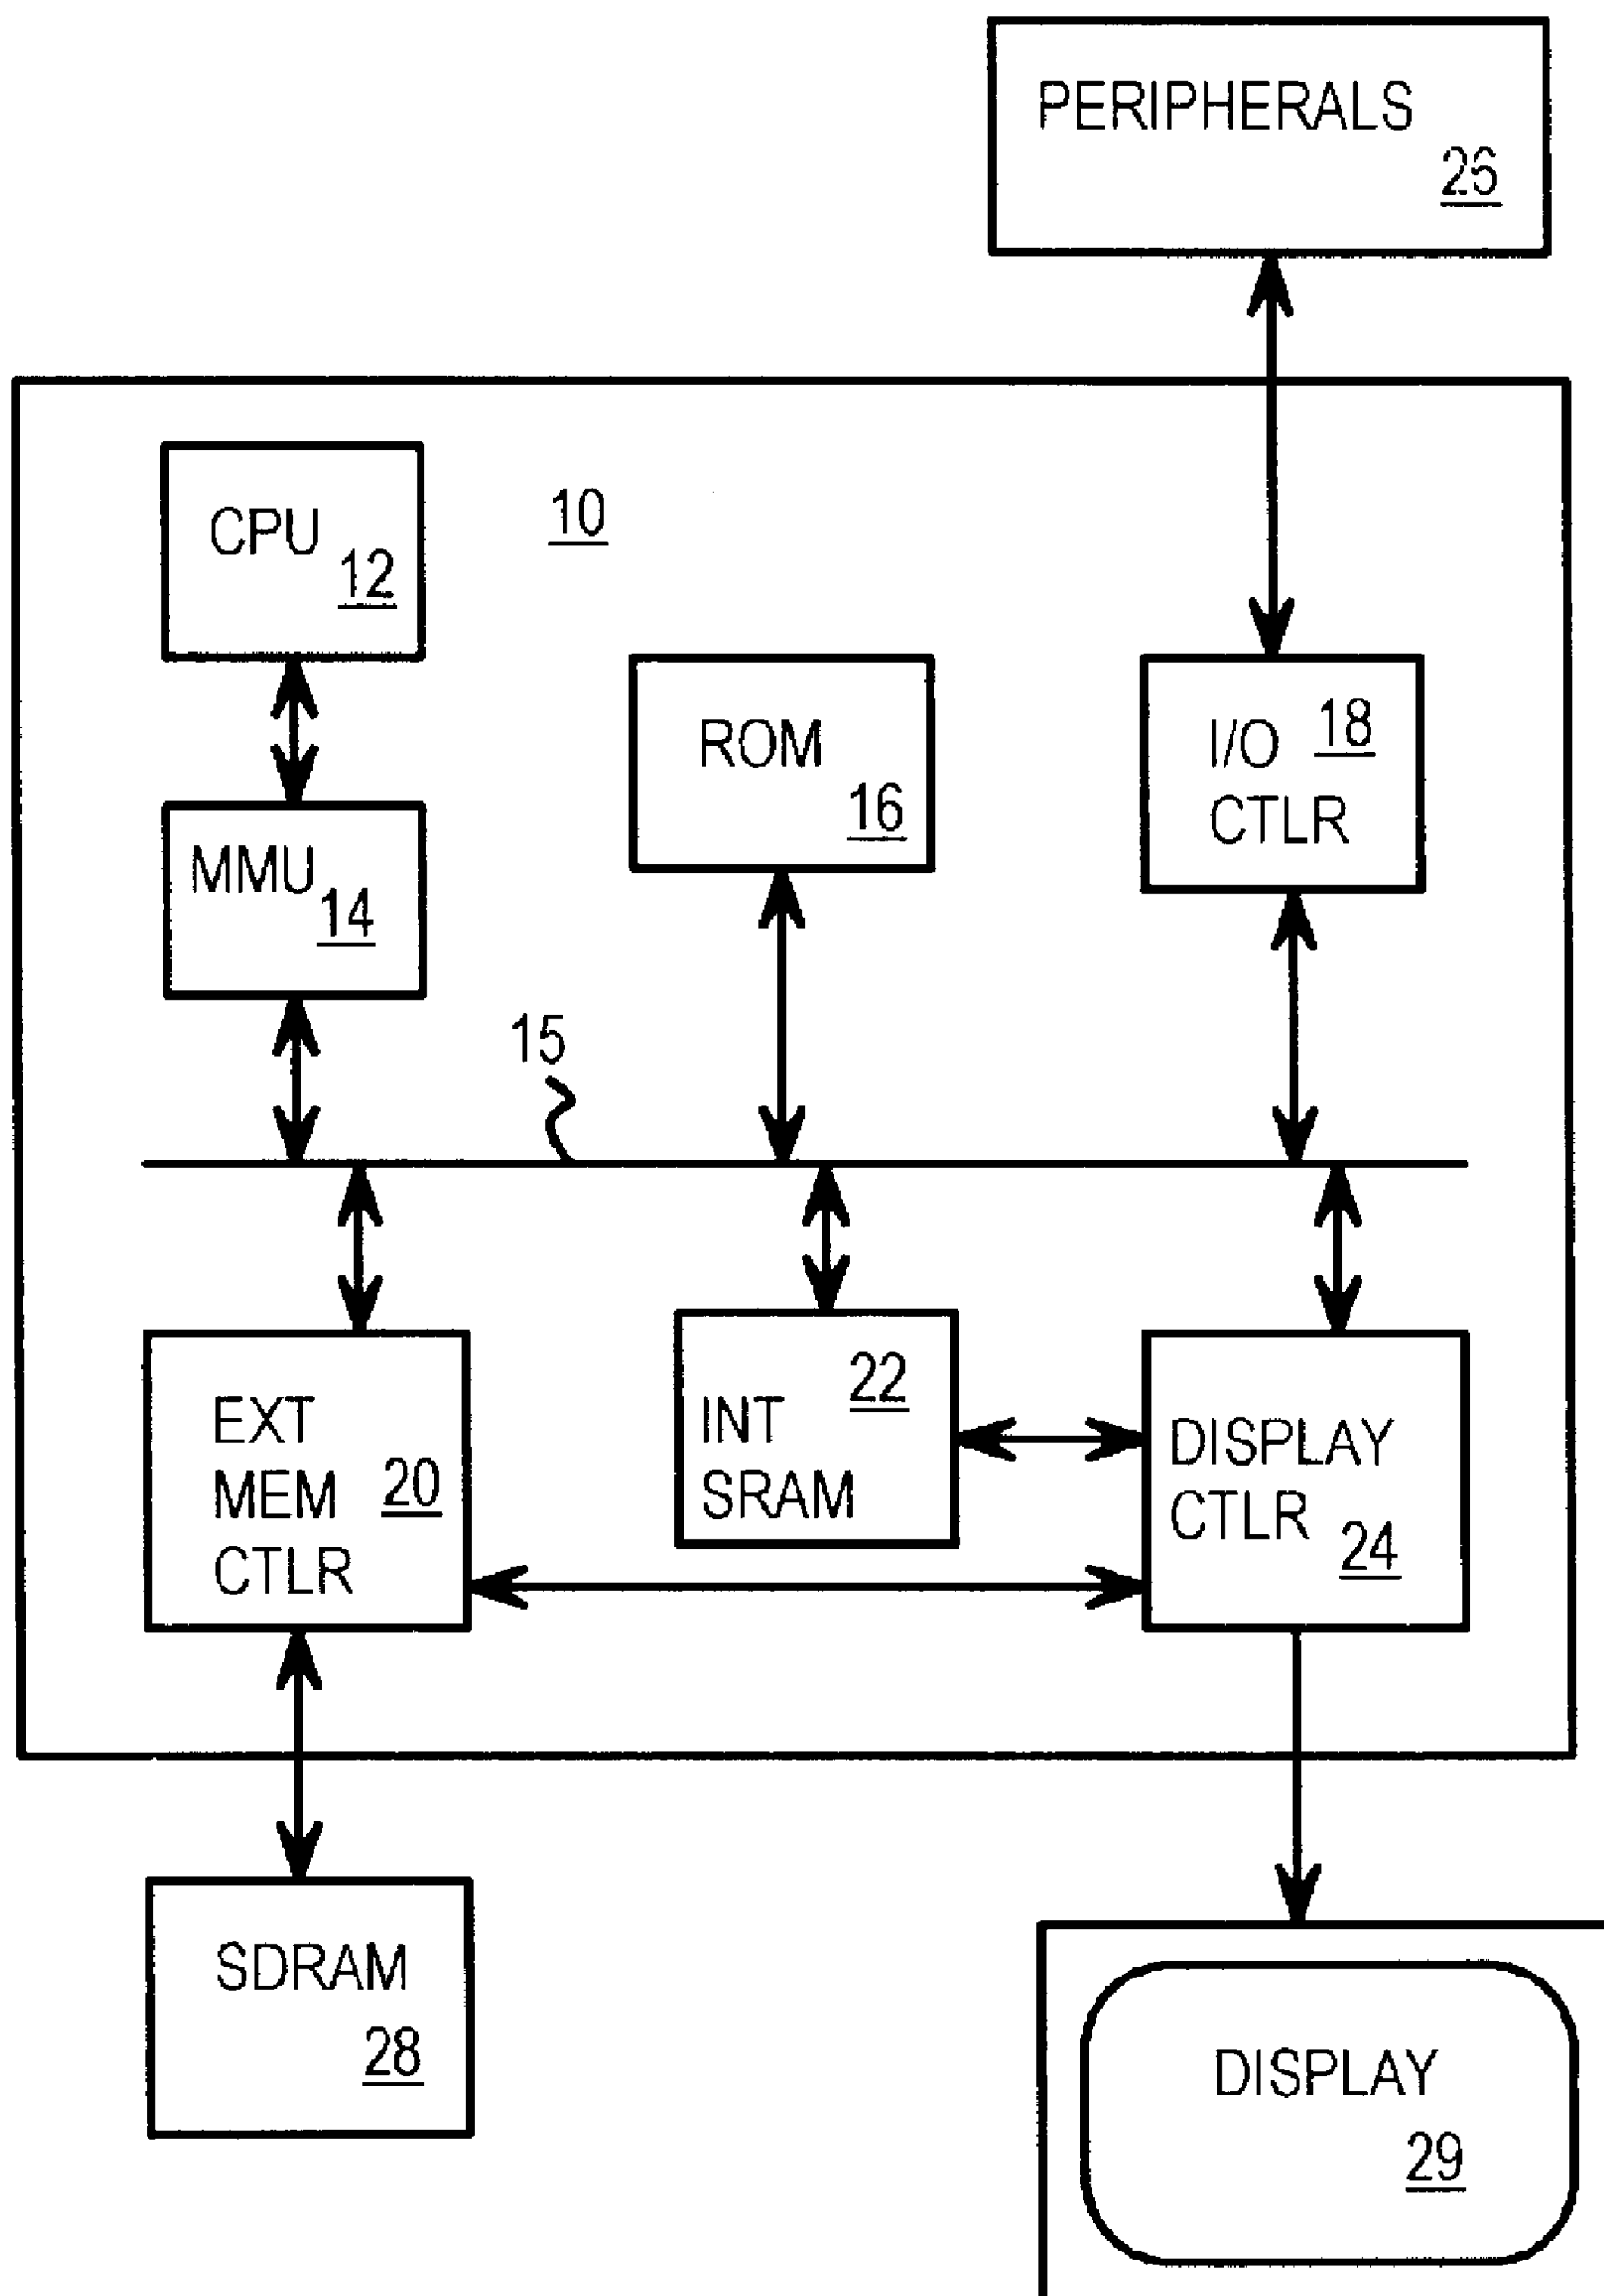 PERIPHERALS
26
CPU
12
10
ROM
16
I/O
18
CTLR
MMU
14
15
EXT
MEM
20
CTLR
22
INT
SRAM
DISPLAY
CTLR
24
SDRAM
28
DISPLAY
29